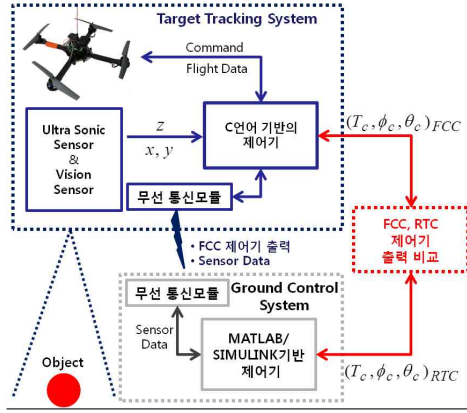 Target Tracking System
Command
Flight Data
Ultra Sonic
Sensor
&
Vision
Sensor
z
x, y
C언어 기반의
제어기
(T_c, ϕ_c, θ_c)_FCC
무선 통신모듈
• FCC 제어기 출력
• Sensor Data
FCC, RTC
제어기
출력 비교
무선 통신모듈
Ground Control
System
Sensor
Data
MATLAB/
SIMULINK기반
제어기
(T_c, ϕ_c, θ_c)_RTC
Object